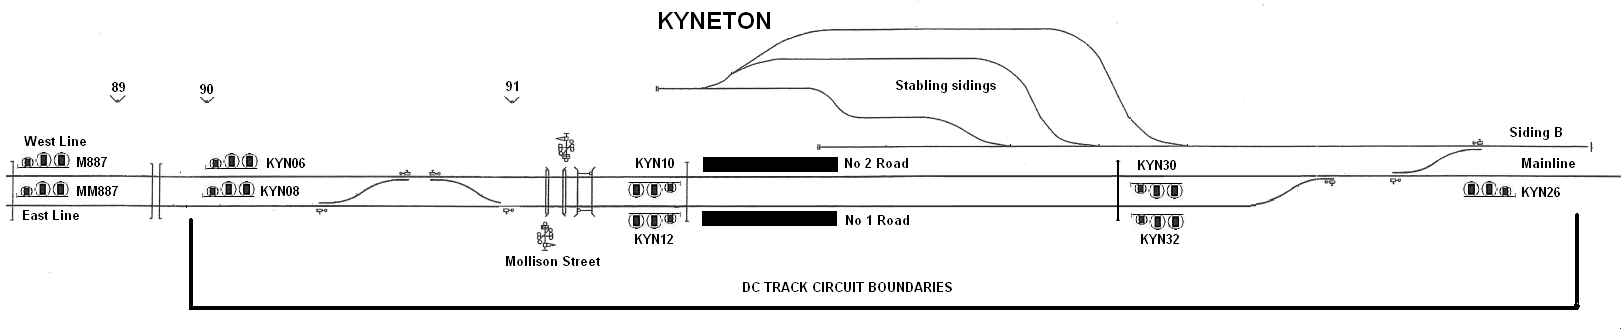 KYNETON
89
90
91
Stabling sidings
West Line
Siding B
M887
KYN06
KYN10
No 2 Road
KYN30
Mainline
MM887
KYN08
KYN26
East Line
No 1 Road
KYN12
KYN32
Mollison Street
DC TRACK CIRCUIT BOUNDARIES